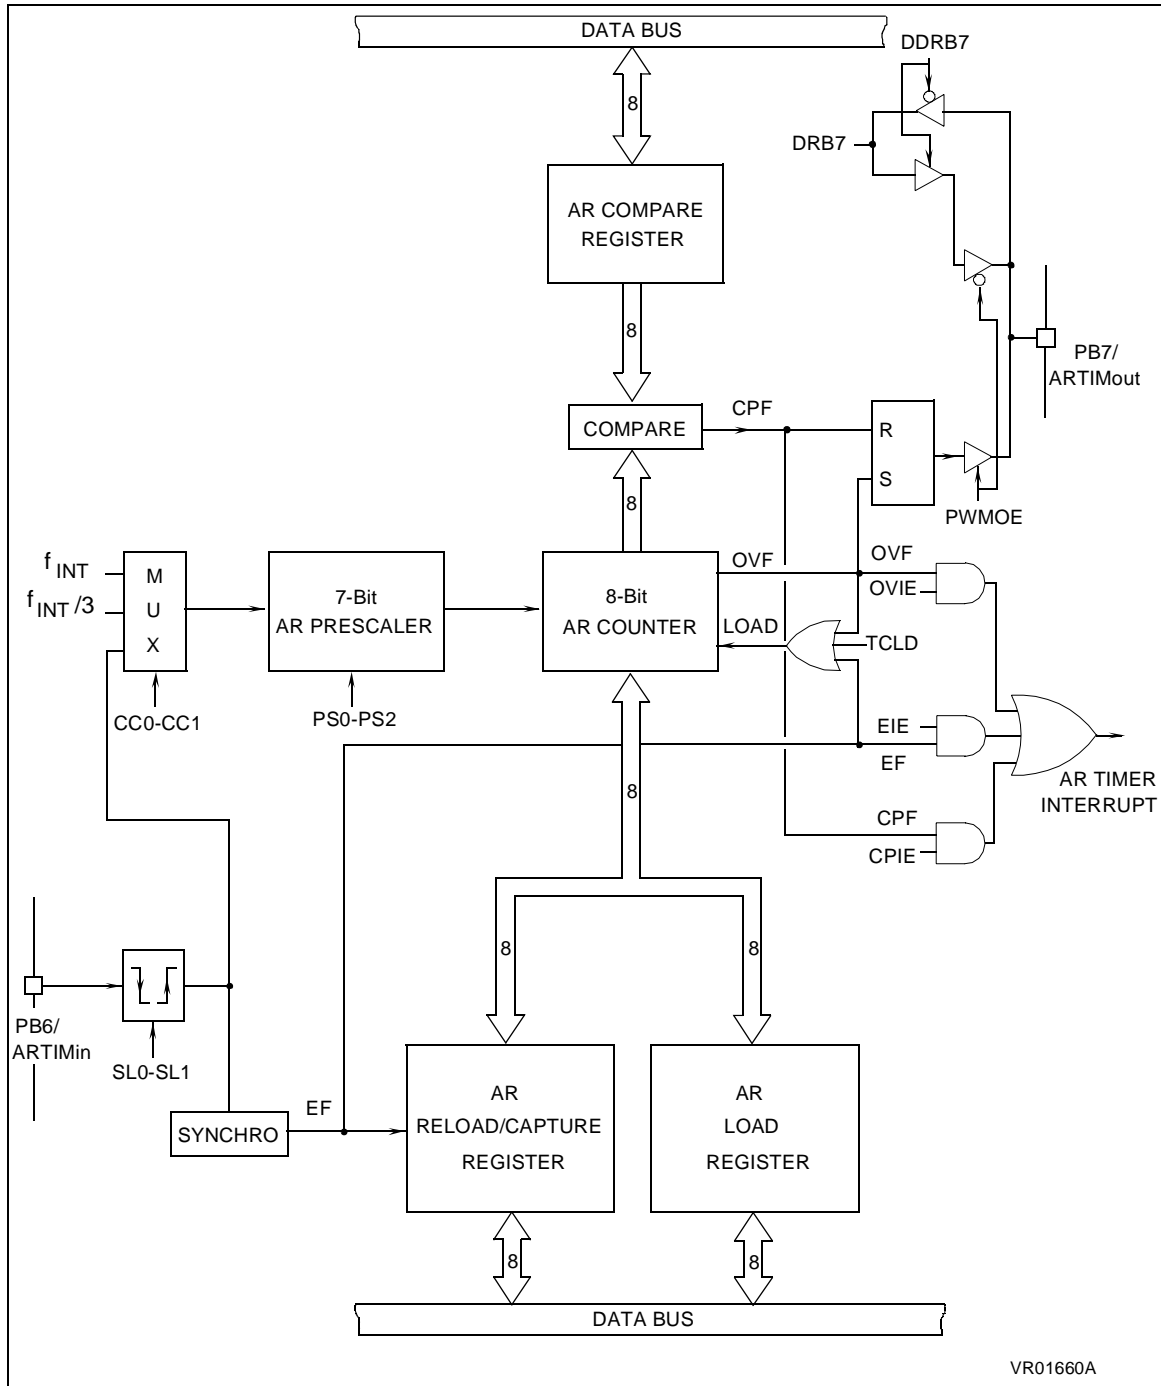 DATA BUS
DDRB7
8
DRB7
AR COMPARE
REGISTER
8
PB7/
ARTIMout
CPF
COMPARE
R
S
8
PWMOE
f INT
f INT /3
M
U
X
7-Bit
AR PRESCALER
8-Bit
AR COUNTER
OVF
OVF
OVIE
LOAD
TCLD
CC0-CC1
PS0-PS2
EIE
EF
AR TIMER
INTERRUPT
8
CPF
CPIE
8
8
PB6/
ARTIMin
SL0-SL1
SYNCHRO
EF
AR
RELOAD/CAPTURE
REGISTER
AR
LOAD
REGISTER
8
8
DATA BUS
VR01660A